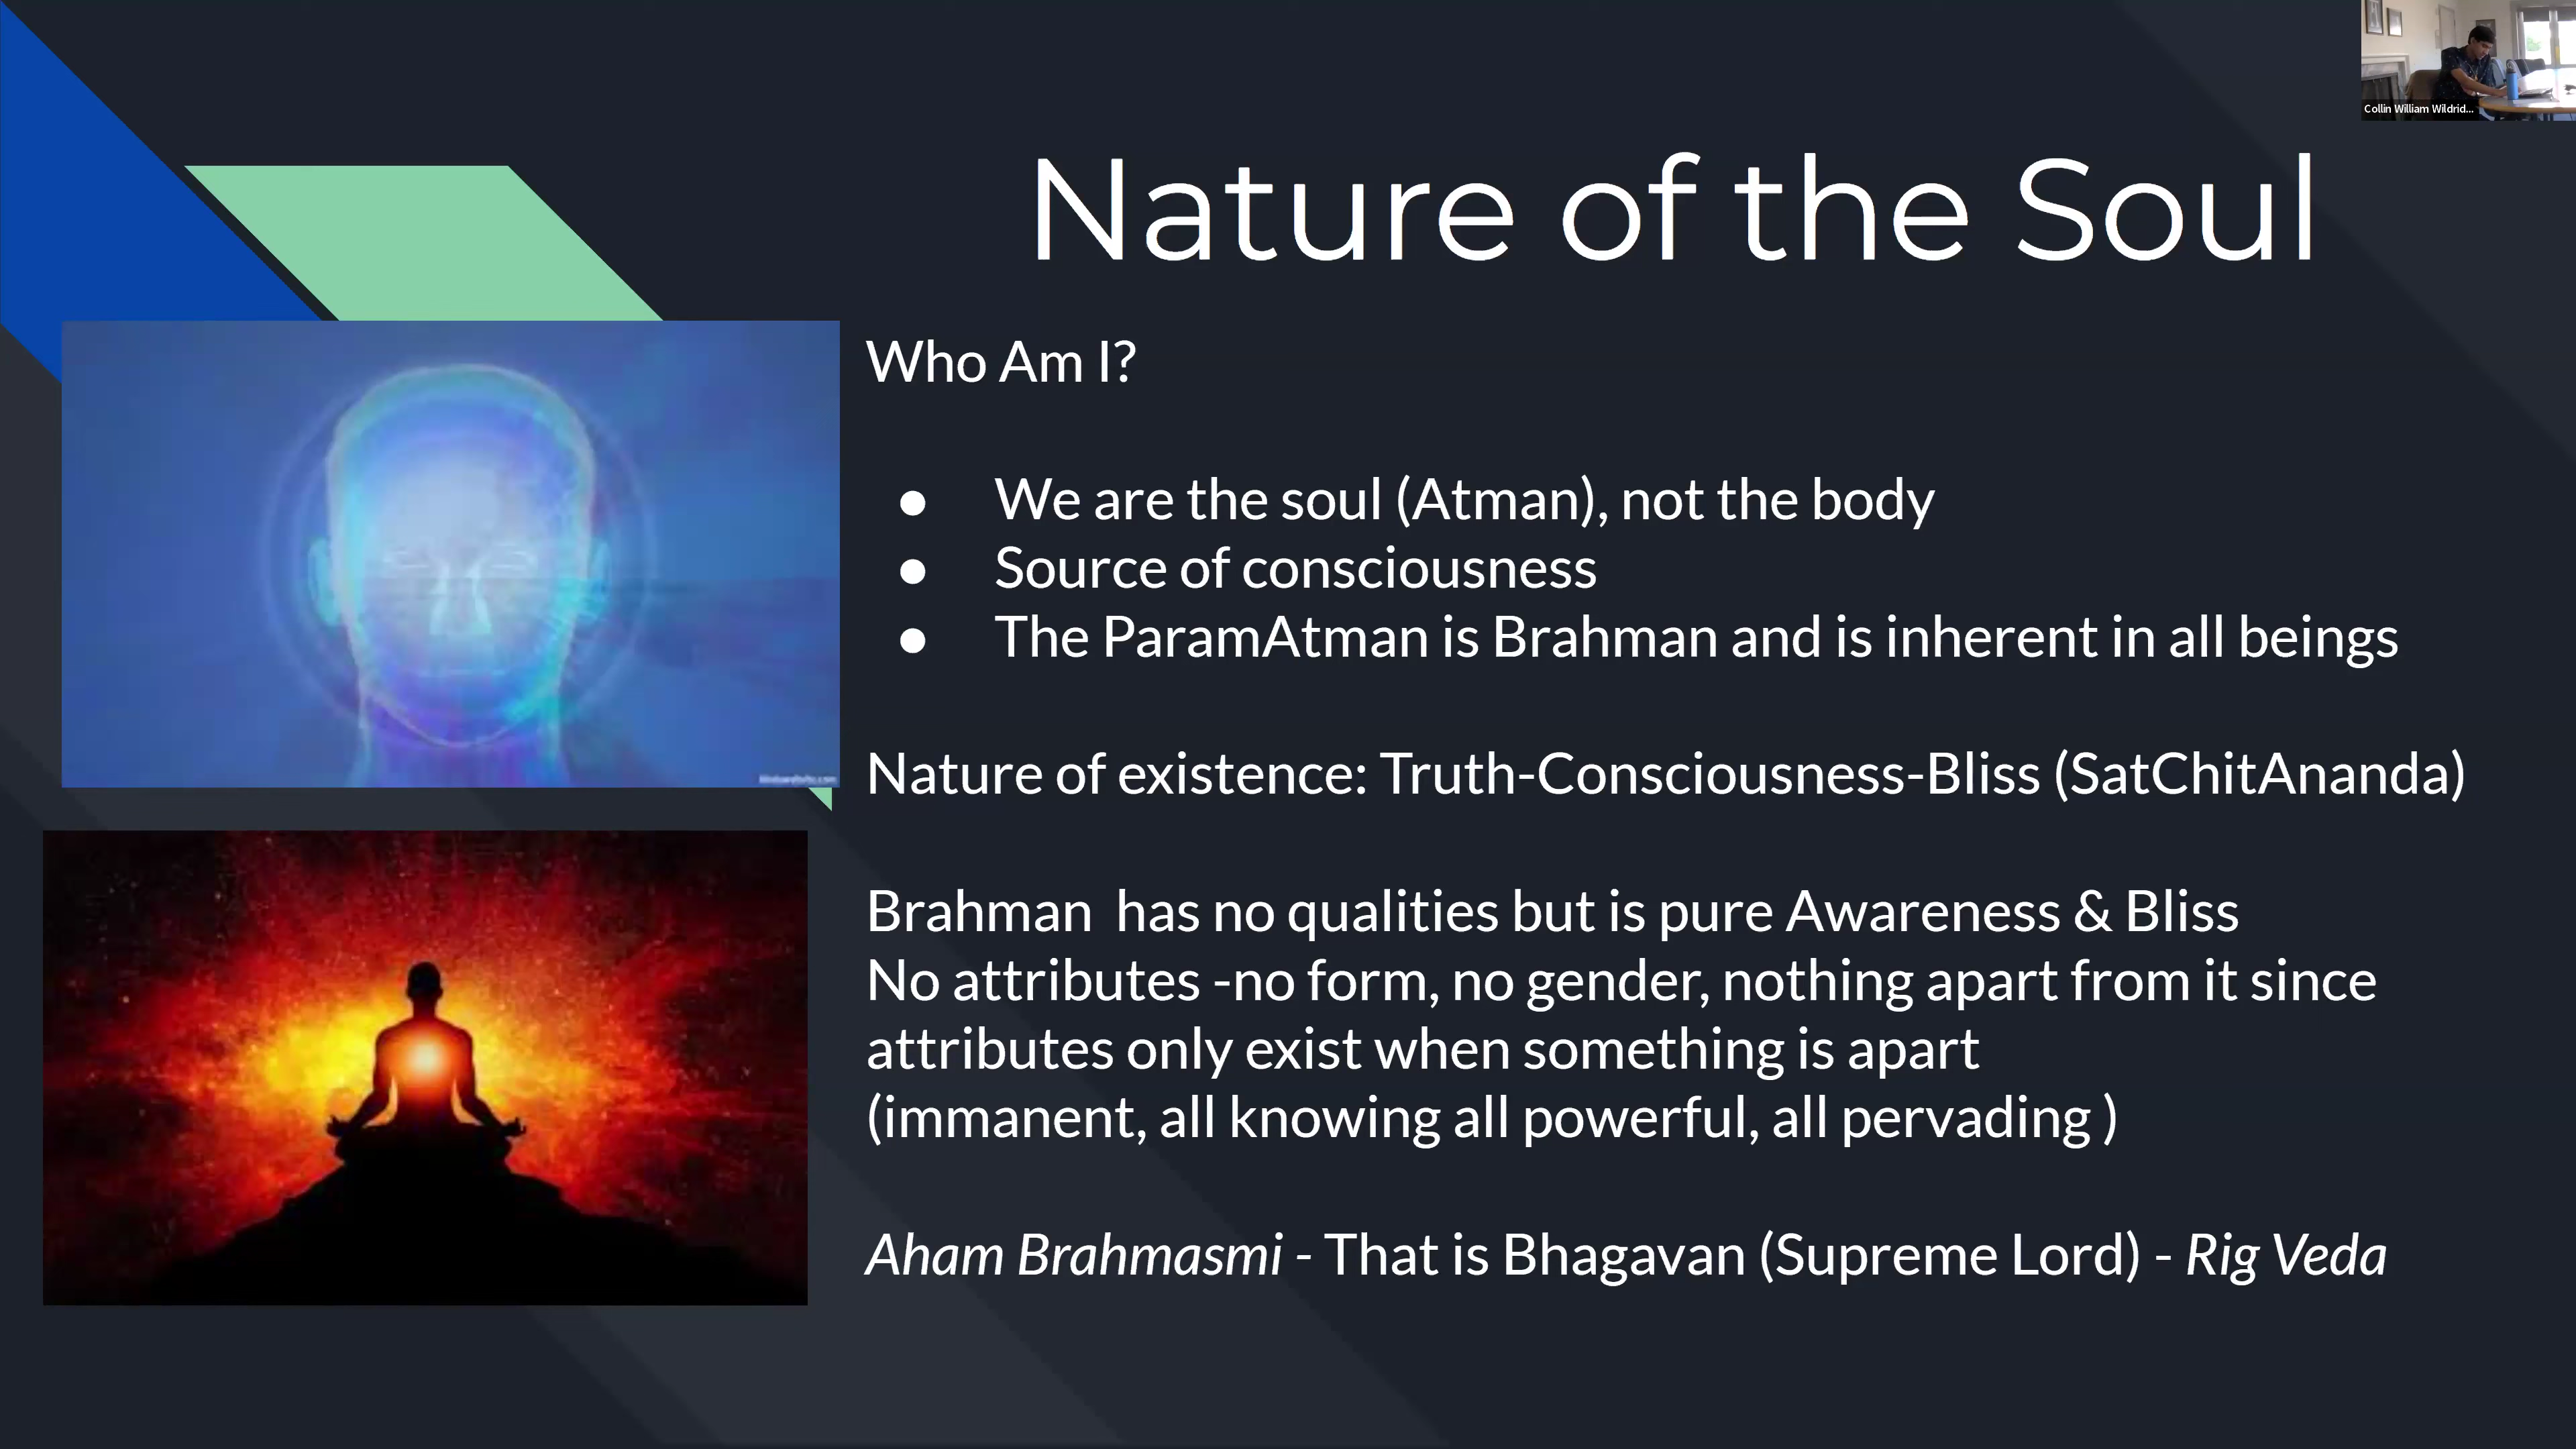 Collin William Wildrid...
Nature of the Soul
Who Am I?
● We are the soul (Atman), not the body
● Source of consciousness
● The ParamAtman is Brahman and is inherent in all beings
Nature of existence: Truth-Consciousness-Bliss (SatChitAnanda)
Brahman  has no qualities but is pure Awareness & Bliss
No attributes -no form, no gender, nothing apart from it since
attributes only exist when something is apart
(immanent, all knowing all powerful, all pervading )
Aham Brahmasmi - That is Bhagavan (Supreme Lord) - Rig Veda